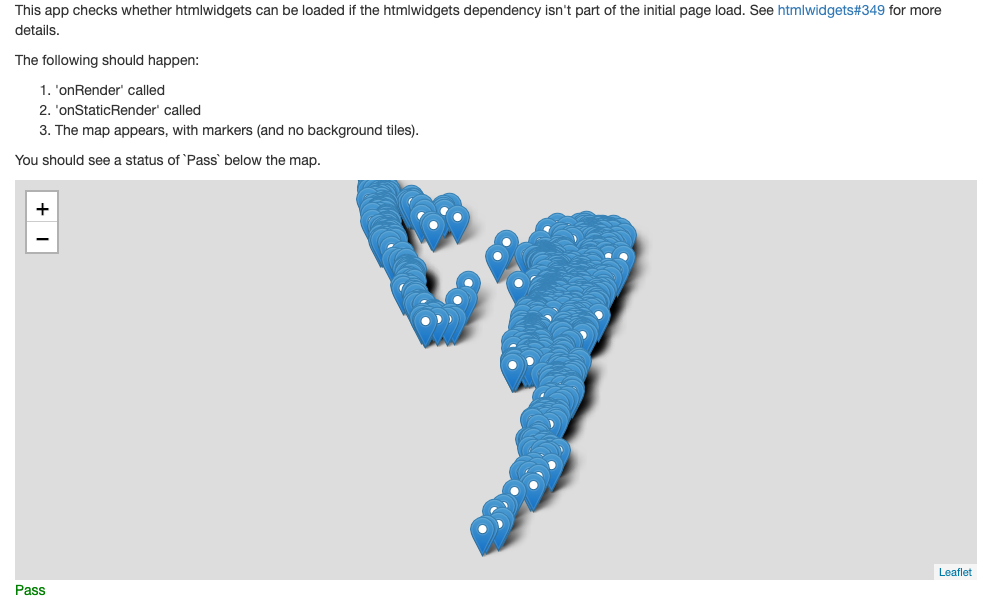 This app checks whether htmlwidgets can be loaded if the htmlwidgets dependency isn't part of the initial page load. See htmlwidgets#349 for more
details.
The following should happen:
1. 'onRender' called
2. 'onStaticRender' called
3. The map appears, with markers (and no background tiles).
You should see a status of `Pass` below the map.
+
−
Leaflet
Pass